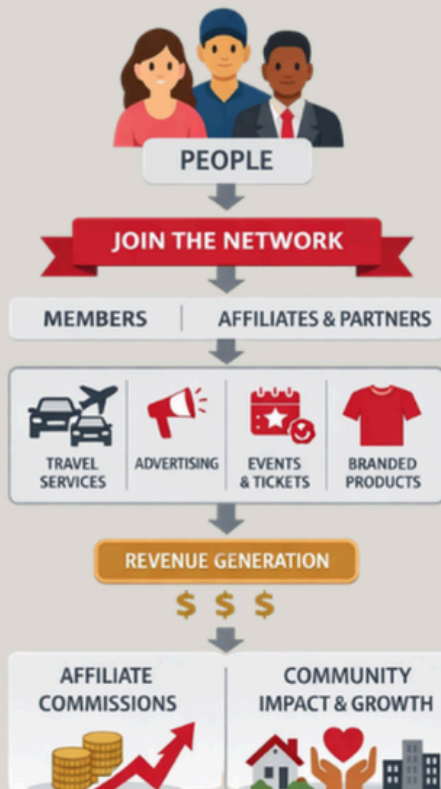 PEOPLE
JOIN THE NETWORK
MEMBERS
AFFILIATES & PARTNERS
TRAVEL
SERVICES
ADVERTISING
EVENTS
& TICKETS
BRANDED
PRODUCTS
REVENUE GENERATION
$ $ $
AFFILIATE
COMMISSIONS
COMMUNITY
IMPACT & GROWTH